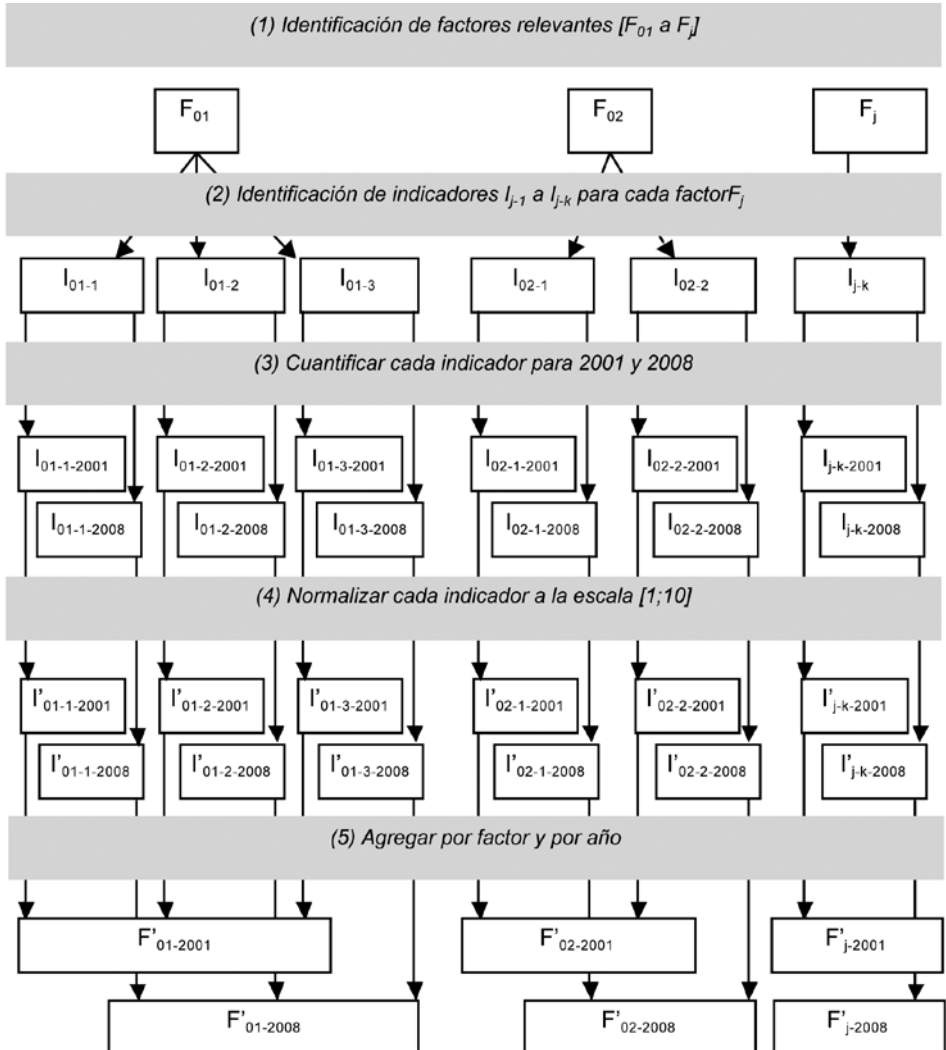 (1) Identificación de factores relevantes [F01 a Fj]
F01 F02 Fj
(2) Identificación de indicadores Ij-1 a Ij-k para cada factorFj
I01-1 I01-2 I01-3 I02-1 I02-2 Ij-k
(3) Cuantificar cada indicador para 2001 y 2008
I01-1-2001 I01-2-2001 I01-3-2001 I02-1-2001 I02-2-2001 Ij-k-2001
I01-1-2008 I01-2-2008 I01-3-2008 I02-1-2008 I02-2-2008 Ij-k-2008
(4) Normalizar cada indicador a la escala [1;10]
I'01-1-2001 I'01-2-2001 I'01-3-2001 I'02-1-2001 I'02-2-2001 I'j-k-2001
I'01-1-2008 I'01-2-2008 I'01-3-2008 I'02-1-2008 I'02-2-2008 I'j-k-2008
(5) Agregar por factor y por año
F'01-2001 F'02-2001 F'j-2001
F'01-2008 F'02-2008 F'j-2008